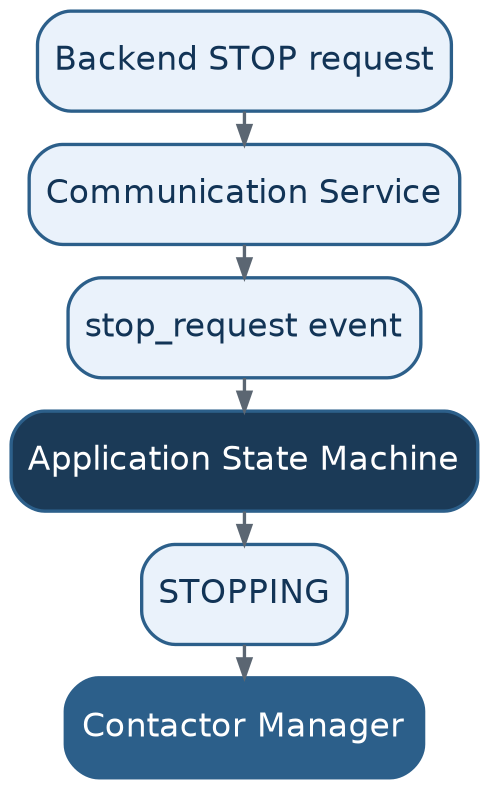 Backend STOP request
Communication Service
stop_request event
Application State Machine
STOPPING
Contactor Manager